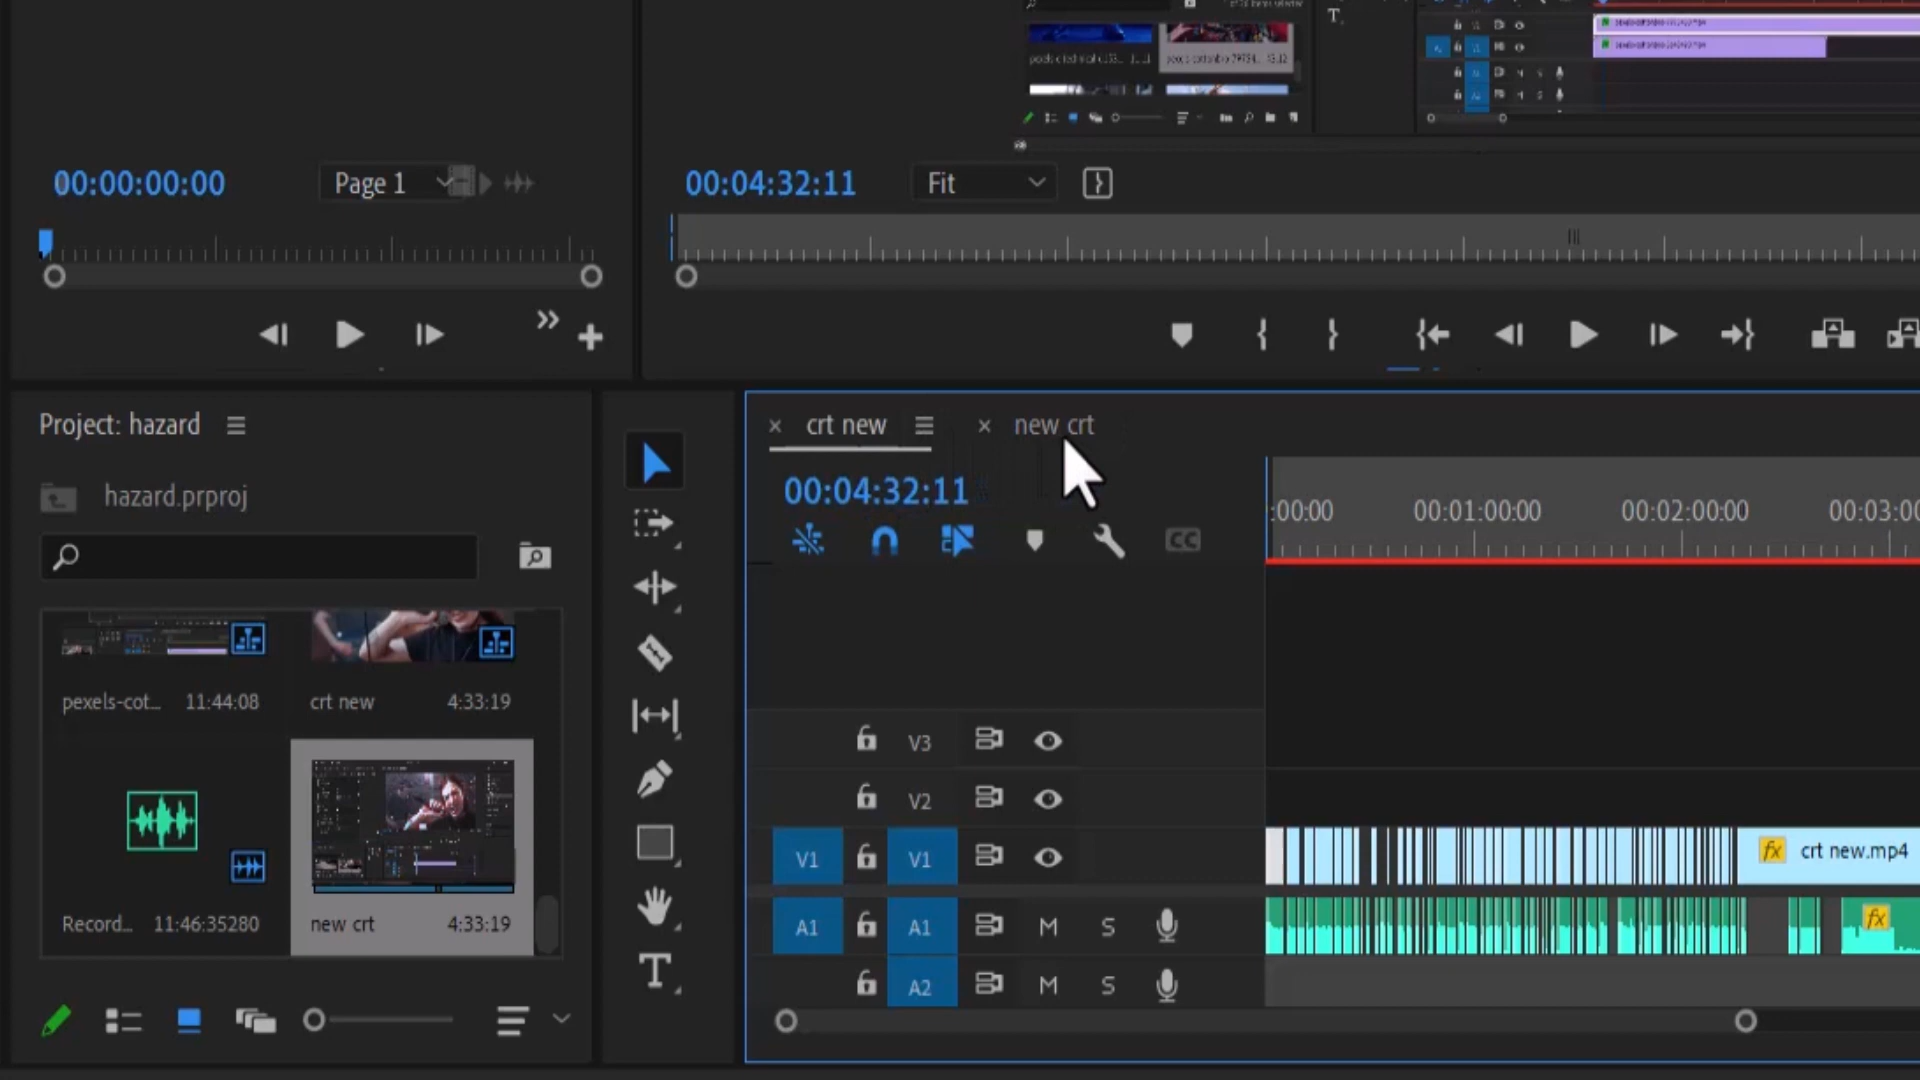 00:00:00:00
Page 1
00:04:32:11
Fit
Project: hazard
hazard.prproj
pexels-cot... 11:44:08
crt new 4:33:19
Record... 11:46:35280
new crt 4:33:19
T
crt new
new crt
00:04:32:11
CC
:00:00
00:01:00:00
00:02:00:00
00:03:00
V3
V2
V1 V1
fx crt new.mp4
A1 A1 M S
fx
A2 M S